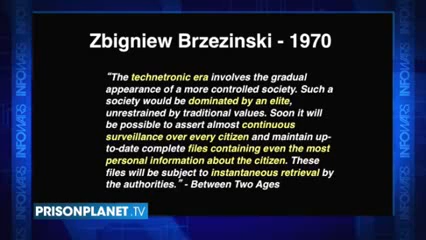 Zbigniew Brzezinski - 1970
“The technetronic era involves the gradual
appearance of a more controlled society. Such a
society would be dominated by an elite,
unrestrained by traditional values. Soon it will
be possible to assert almost continuous
surveillance over every citizen and maintain up-
to-date complete files containing even the most
personal information about the citizen. These
files will be subject to instantaneous retrieval by
the authorities.” - Between Two Ages
INFOWARS
INFOWARS
PRISONPLANET.TV